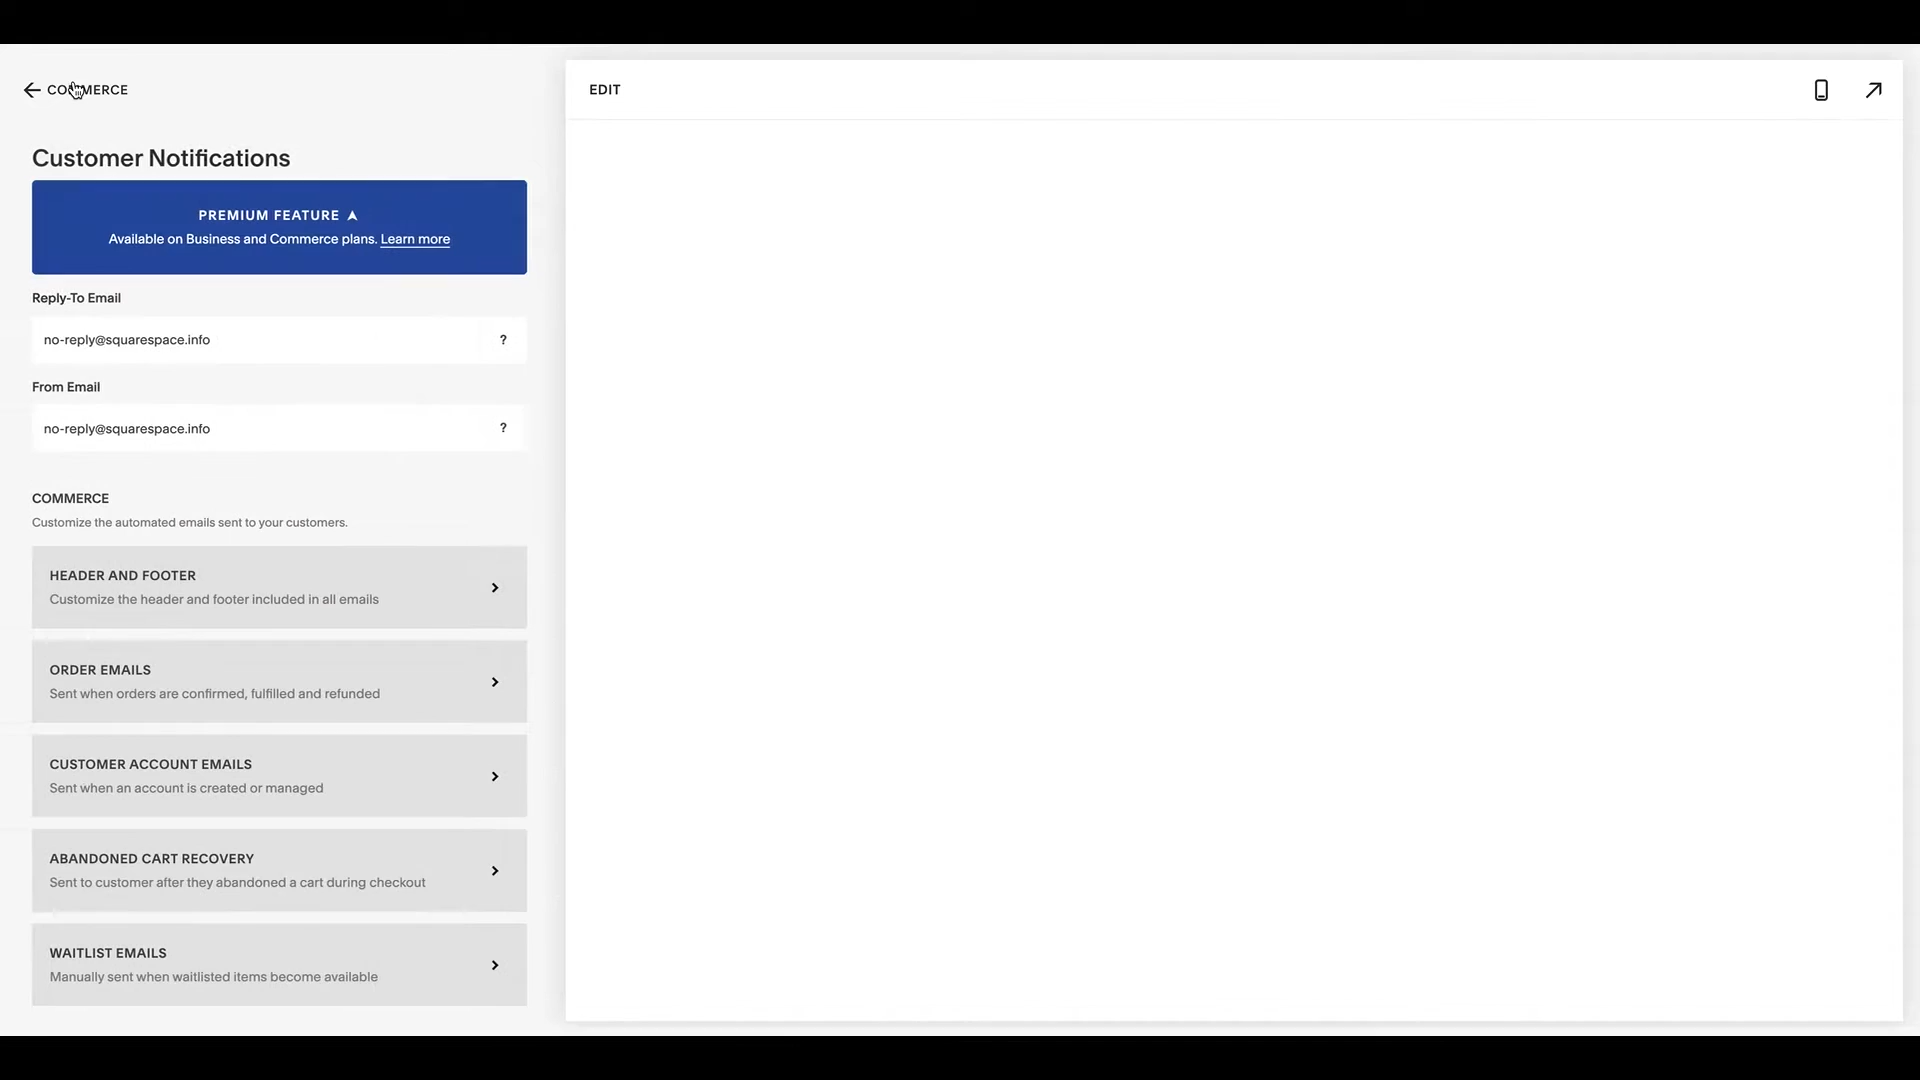 COMMERCE
EDIT
Customer Notifications
PREMIUM FEATURE
Available on Business and Commerce plans. Learn more
Reply-To Email
no-reply@squarespace.info
?
From Email
no-reply@squarespace.info
?
COMMERCE
Customize the automated emails sent to your customers.
HEADER AND FOOTER
Customize the header and footer included in all emails
ORDER EMAILS
Sent when orders are confirmed, fulfilled and refunded
CUSTOMER ACCOUNT EMAILS
Sent when an account is created or managed
ABANDONED CART RECOVERY
Sent to customer after they abandoned a cart during checkout
WAITLIST EMAILS
Manually sent when waitlisted items become available